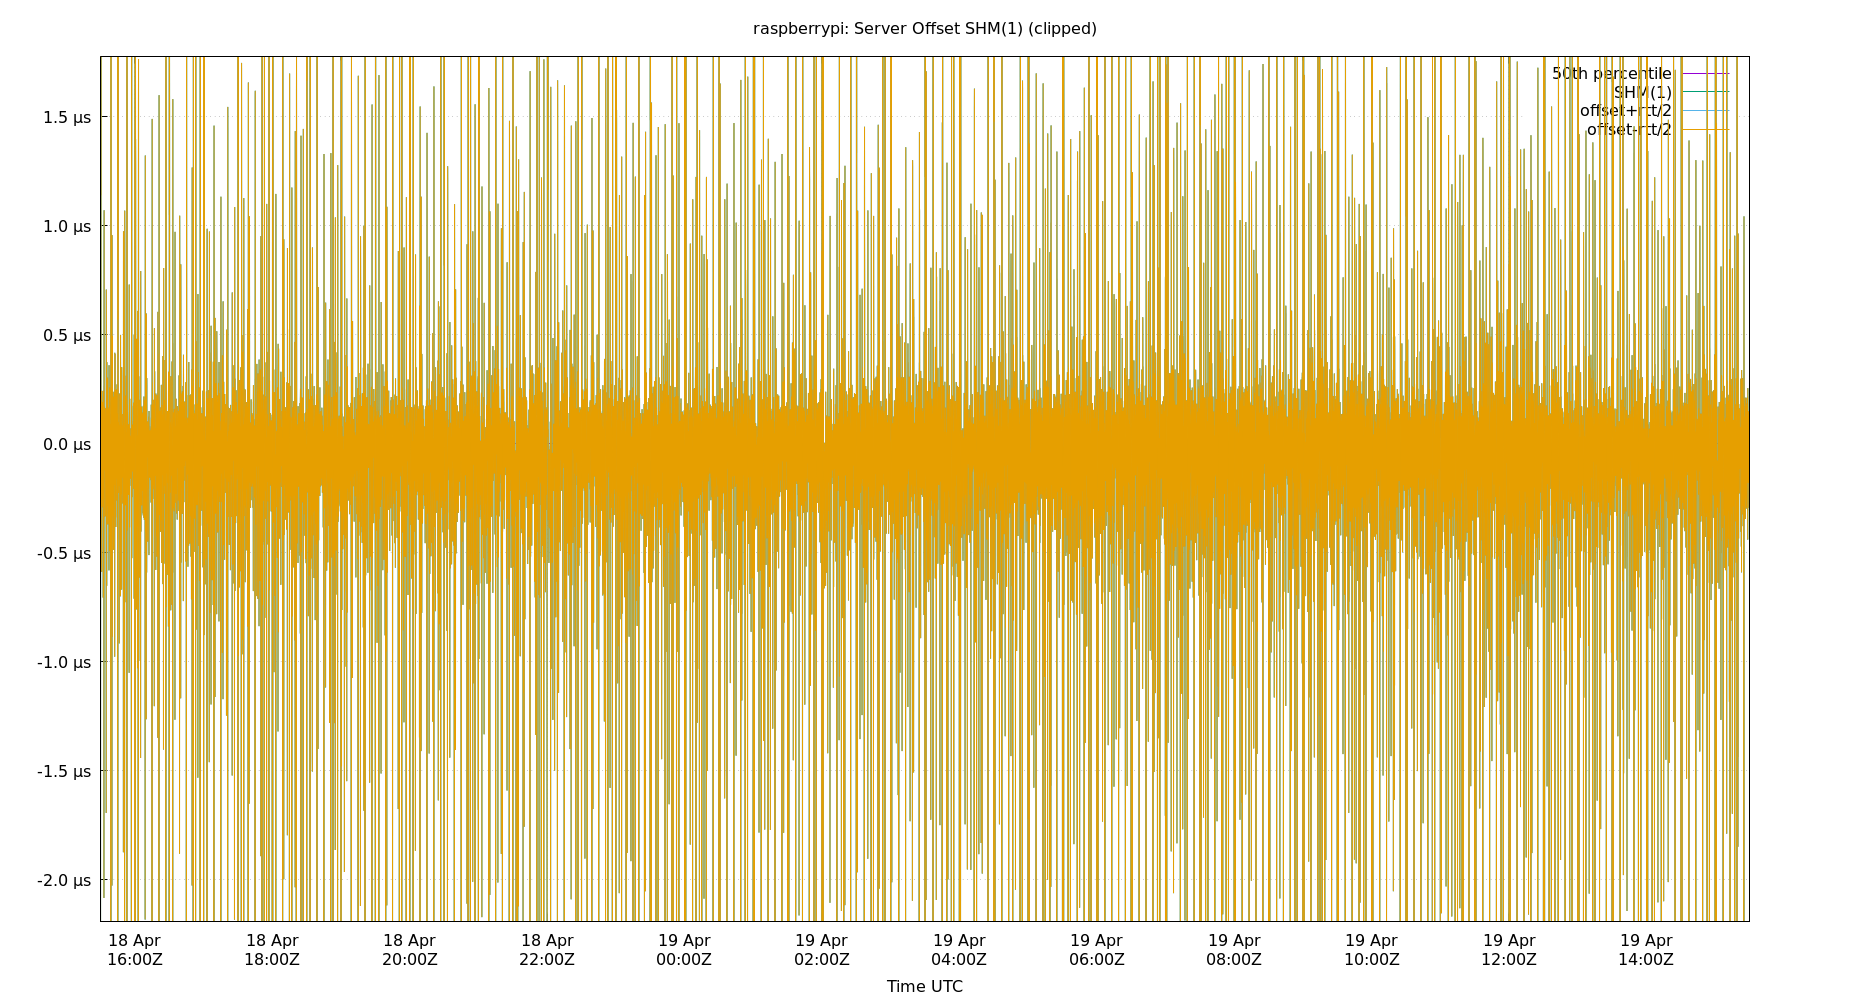 raspberrypi: Server Offset SHM(1) (clipped)
50th percentile
SHM(1)
offset+rtt/2
offset-rtt/2
1.5 µs
1.0 µs
0.5 µs
0.0 µs
-0.5 µs
-1.0 µs
-1.5 µs
-2.0 µs
18 Apr 18 Apr 18 Apr 18 Apr 19 Apr 19 Apr 19 Apr 19 Apr 19 Apr 19 Apr 19 Apr 19 Apr
16:00Z 18:00Z 20:00Z 22:00Z 00:00Z 02:00Z 04:00Z 06:00Z 08:00Z 10:00Z 12:00Z 14:00Z
Time UTC